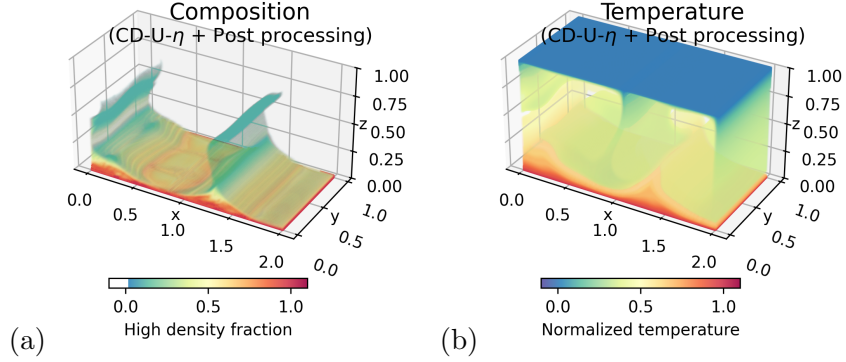 Composition
(CD-U-η + Post processing)
1.00
0.75
z 0.50
0.25
0.00
0.0
0.5
x
1.0
1.5
2.0
y
1.0
0.5
0.0
0.0
0.5
1.0
High density fraction
(a)
Temperature
(CD-U-η + Post processing)
1.00
0.75
z 0.50
0.25
0.00
0.0
0.5
x
1.0
1.5
2.0
y
1.0
0.5
0.0
0.0
0.5
1.0
Normalized temperature
(b)